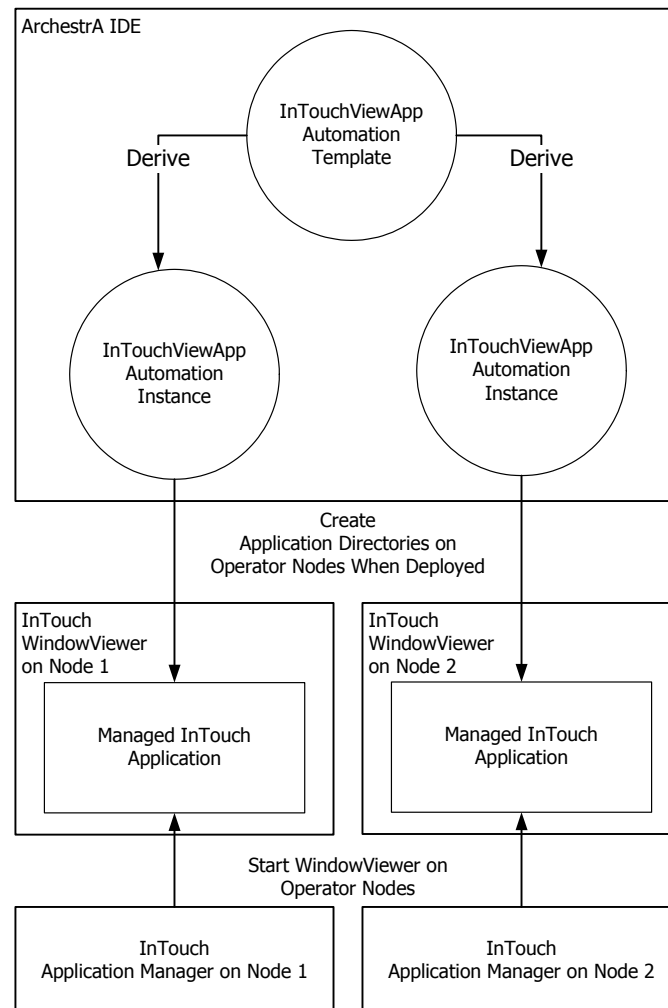 ArchestrA IDE
InTouchViewApp
Automation
Template
Derive
Derive
InTouchViewApp
Automation
Instance
InTouchViewApp
Automation
Instance
Create
Application Directories on
Operator Nodes When Deployed
InTouch
WindowViewer
on Node 1
InTouch
WindowViewer
on Node 2
Managed InTouch
Application
Managed InTouch
Application
Start WindowViewer on
Operator Nodes
InTouch
Application Manager on Node 1
InTouch
Application Manager on Node 2